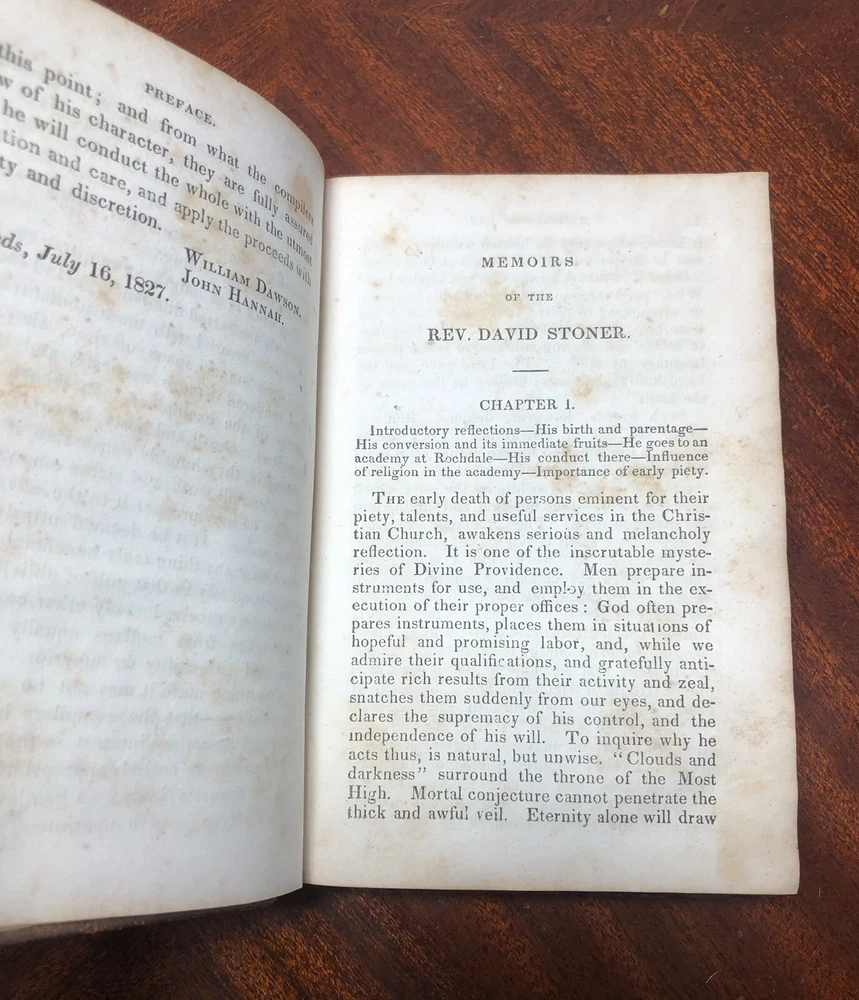 PREFACE.
this point; and from what the compilers
w of his character, they are fully assured
he will conduct the whole with the utmost
tion and care, and apply the proceeds with
ty and discretion.
WILLIAM DAWSON.
JOHN HANNAH.
ds, July 16, 1827.
MEMOIRS
OF THE
REV. DAVID STONER.
CHAPTER 1.
Introductory reflections—His birth and parentage—
His conversion and its immediate fruits—He goes to an
academy at Rochdale—His conduct there—Influence
of religion in the academy—Importance of early piety.
THE early death of persons eminent for their
piety, talents, and useful services in the Chris-
tian Church, awakens serious and melancholy
reflection. It is one of the inscrutable myste-
ries of Divine Providence. Men prepare in-
struments for use, and employ them in the ex-
ecution of their proper offices: God often pre-
pares instruments, places them in situations of
hopeful and promising labor, and, while we
admire their qualifications, and gratefully anti-
cipate rich results from their activity and zeal,
snatches them suddenly from our eyes, and de-
clares the supremacy of his control, and the
independence of his will. To inquire why he
acts thus, is natural, but unwise. "Clouds and
darkness" surround the throne of the Most
High. Mortal conjecture cannot penetrate the
thick and awful veil. Eternity alone will draw